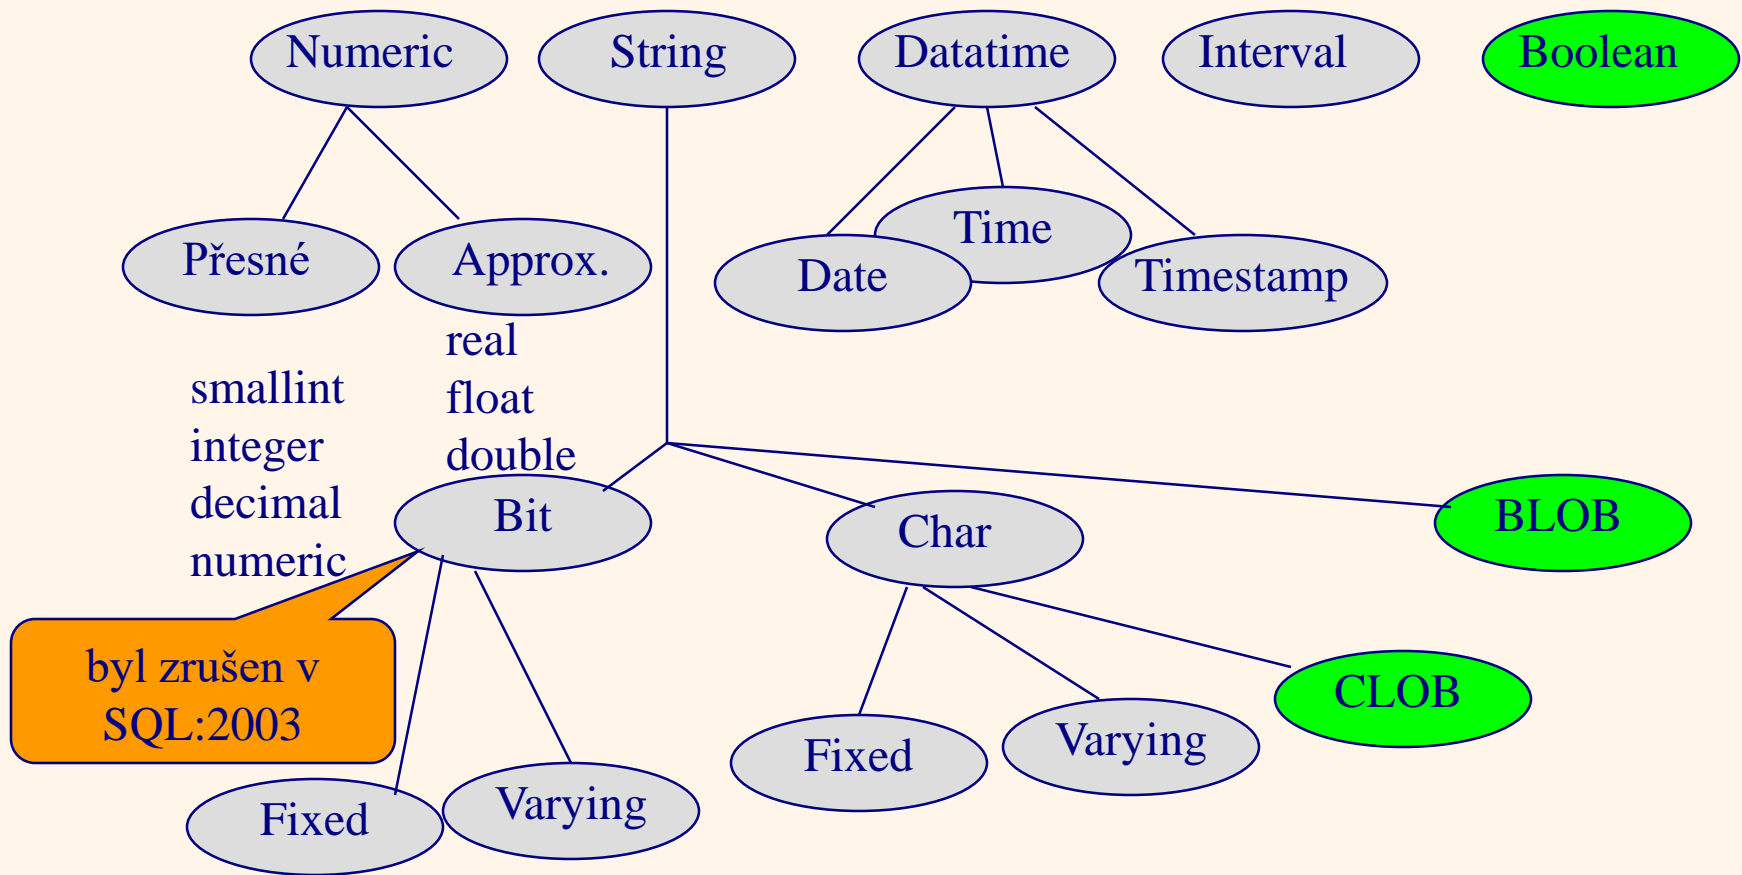 Numeric
String
Datatime
Interval
Boolean
Přesné
Approx.
Time
Date
Timestamp
real
float
double
smallint
integer
decimal
numeric
Bit
Char
BLOB
byl zrušen v
SQL:2003
CLOB
Fixed
Varying
Fixed
Varying